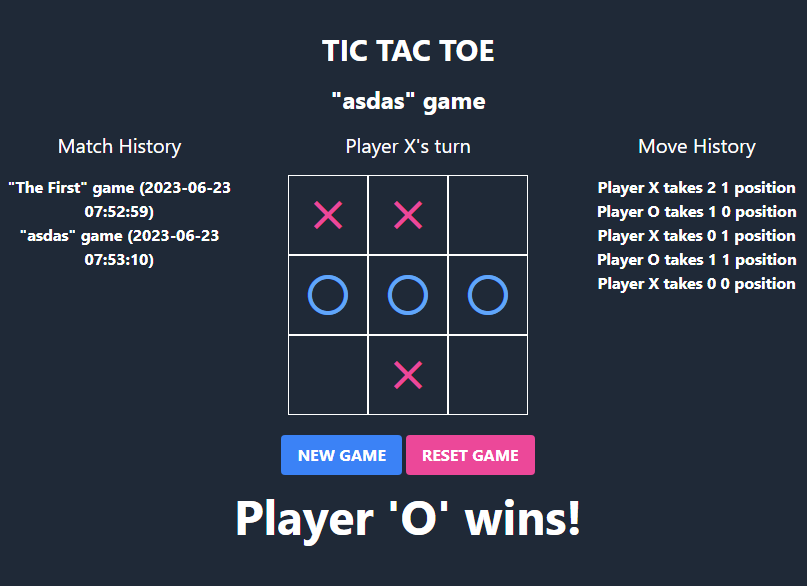 TIC TAC TOE
"asdas" game
Match History
"The First" game (2023-06-23
07:52:59)
"asdas" game (2023-06-23
07:53:10)
Player X's turn
NEW GAME
RESET GAME
Player 'O' wins!
Move History
Player X takes 2 1 position
Player O takes 1 0 position
Player X takes 0 1 position
Player O takes 1 1 position
Player X takes 0 0 position